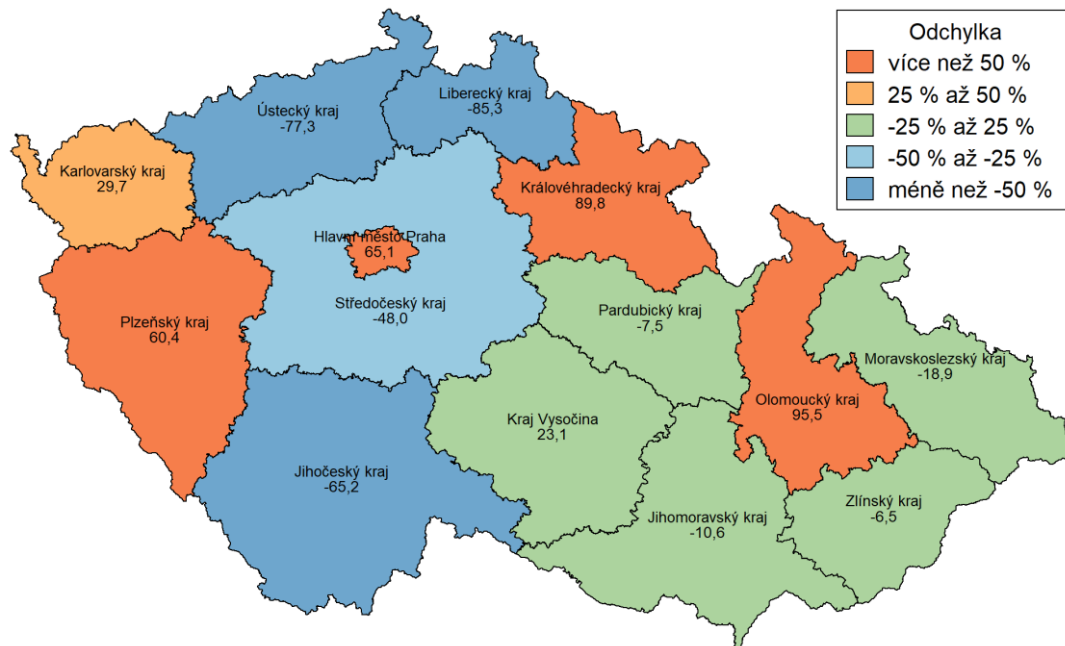 Odchylka
více než 50 %
25 % až 50 %
-25 % až 25 %
-50 % až -25 %
méně než -50 %
Ústecký kraj
-77,3
Liberecký kraj
-85,3
Karlovarský kraj
29,7
Královéhradecký kraj
89,8
Hlavní město Praha
65,1
Středočeský kraj
-48,0
Plzeňský kraj
60,4
Pardubický kraj
-7,5
Moravskoslezský kraj
-18,9
Olomoucký kraj
95,5
Kraj Vysočina
23,1
Jihočeský kraj
-65,2
Jihomoravský kraj
-10,6
Zlínský kraj
-6,5